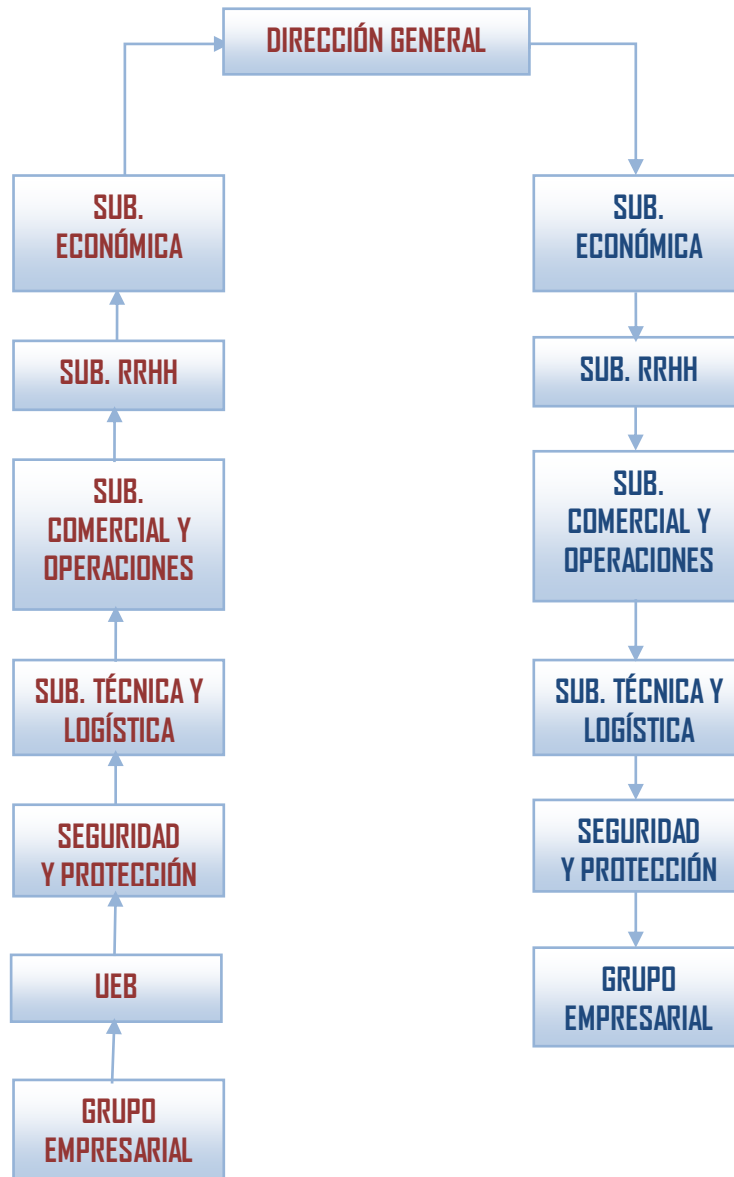 DIRECCIÓN GENERAL
SUB.
ECONÓMICA
SUB. RRHH
SUB.
COMERCIAL Y
OPERACIONES
SUB. TÉCNICA Y
LOGÍSTICA
SEGURIDAD
Y PROTECCIÓN
UEB
GRUPO
EMPRESARIAL
SUB.
ECONÓMICA
SUB. RRHH
SUB.
COMERCIAL Y
OPERACIONES
SUB. TÉCNICA Y
LOGÍSTICA
SEGURIDAD
Y PROTECCIÓN
GRUPO
EMPRESARIAL